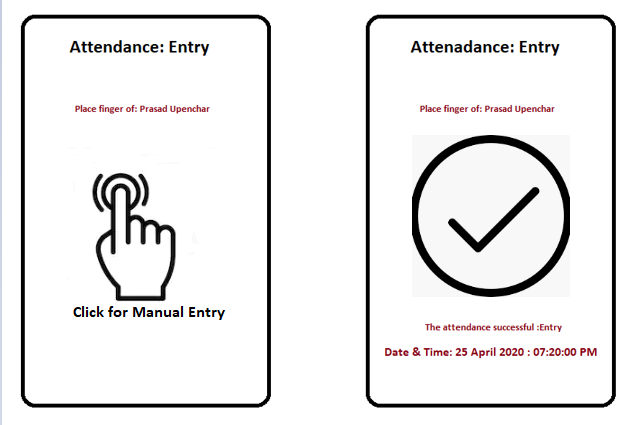 Attendance: Entry
Place finger of: Prasad Upenchar
Click for Manual Entry
Attenadance: Entry
Place finger of: Prasad Upenchar
The attendance successful :Entry
Date & Time: 25 April 2020 : 07:20:00 PM